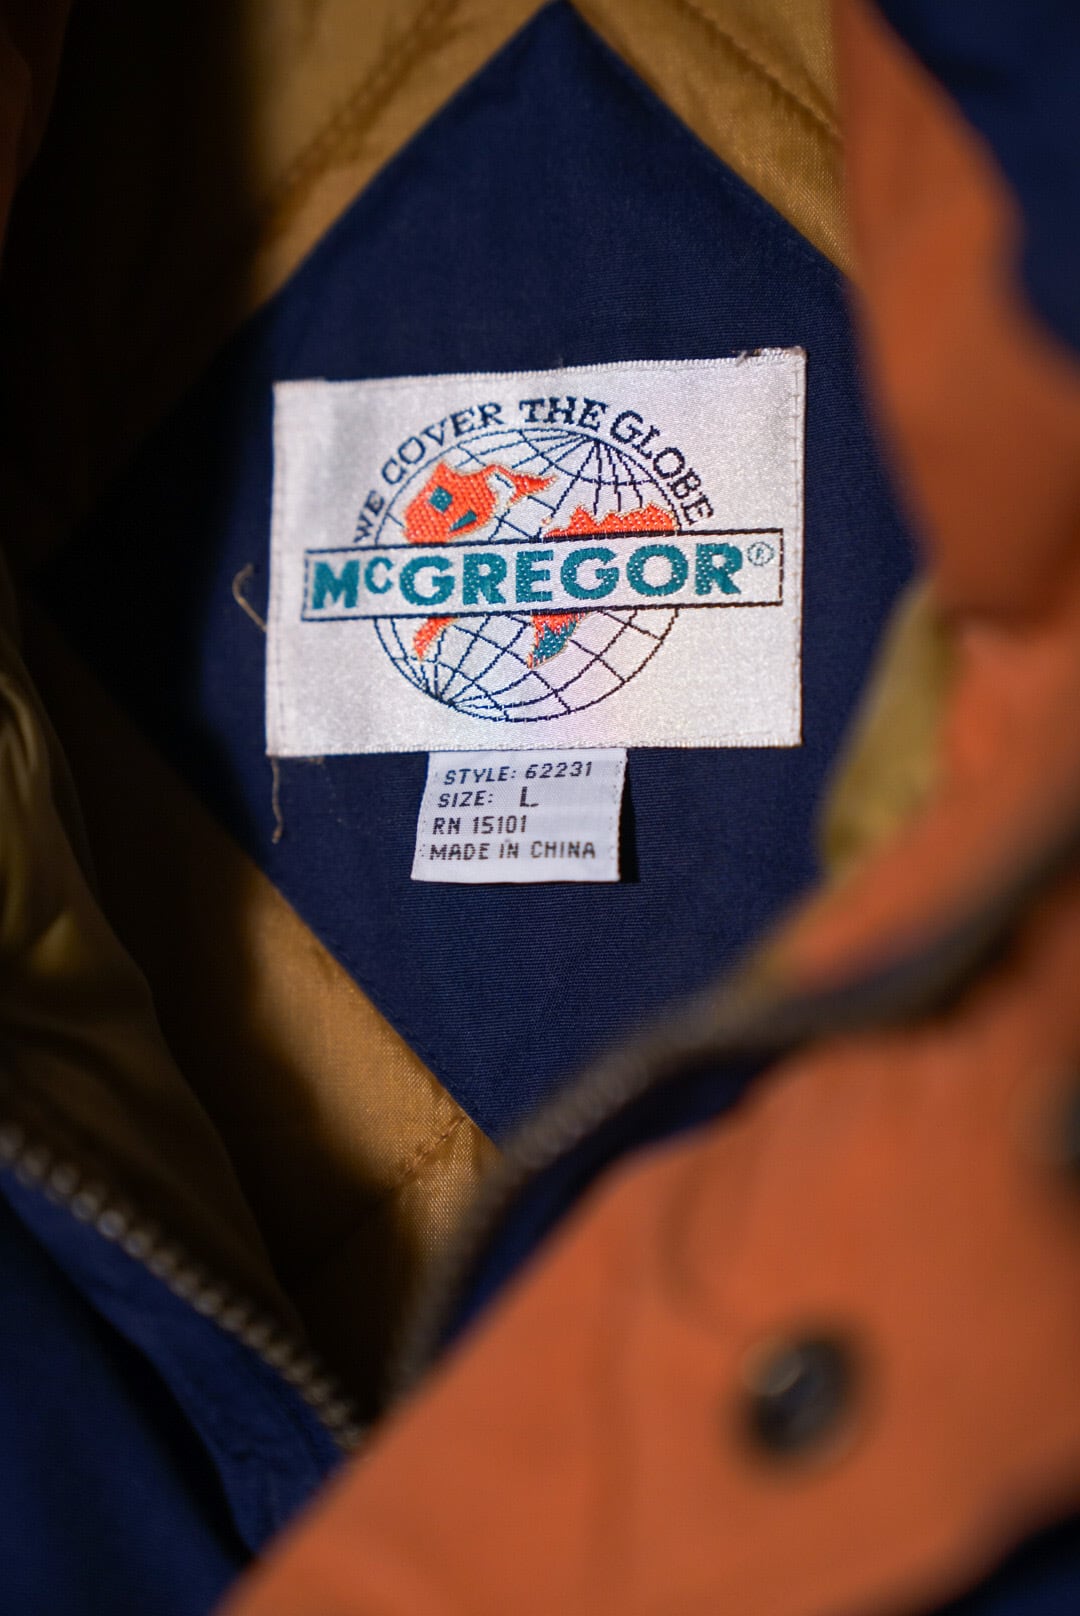 WE COVER THE GLOBE
McGREGOR®
STYLE: 62231
SIZE: L
RN 15101
MADE IN CHINA